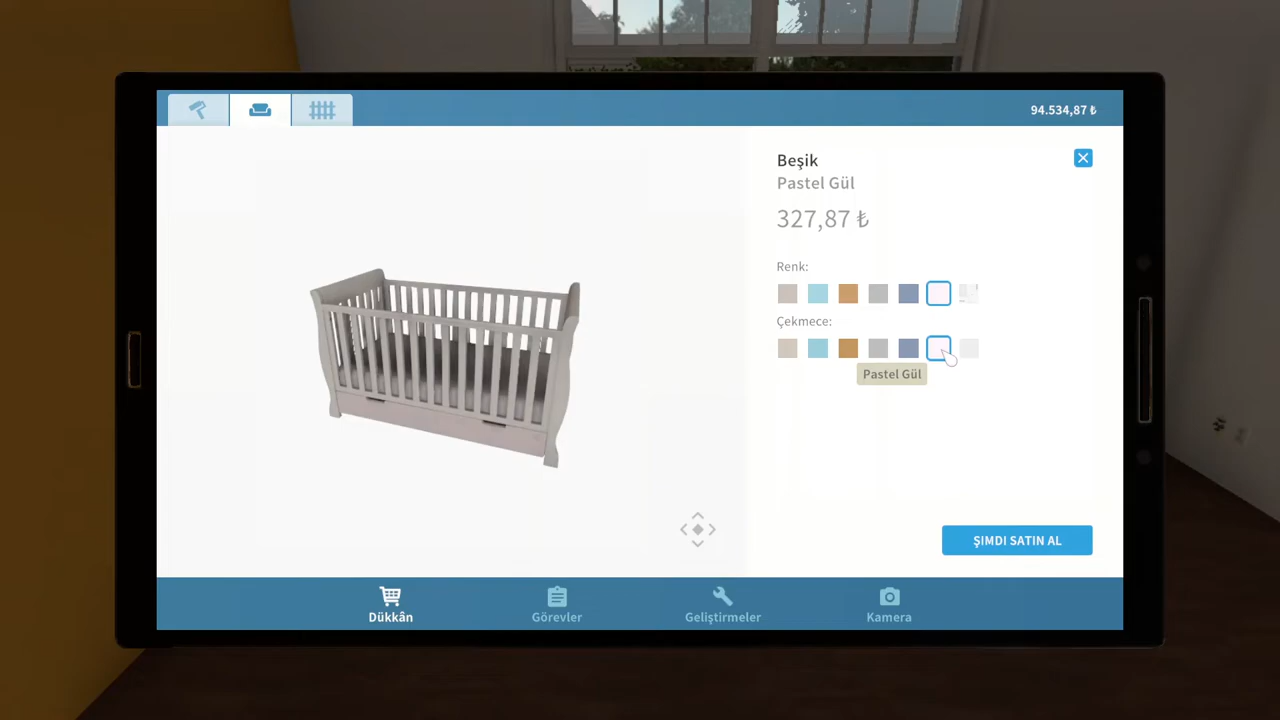 94.534,87 ₺
Beşik
Pastel Gül
327,87 ₺
Renk:
Çekmece:
Pastel Gül
ŞIMDI SATIN AL
Dükkân
Görevler
Geliştirmeler
Kamera